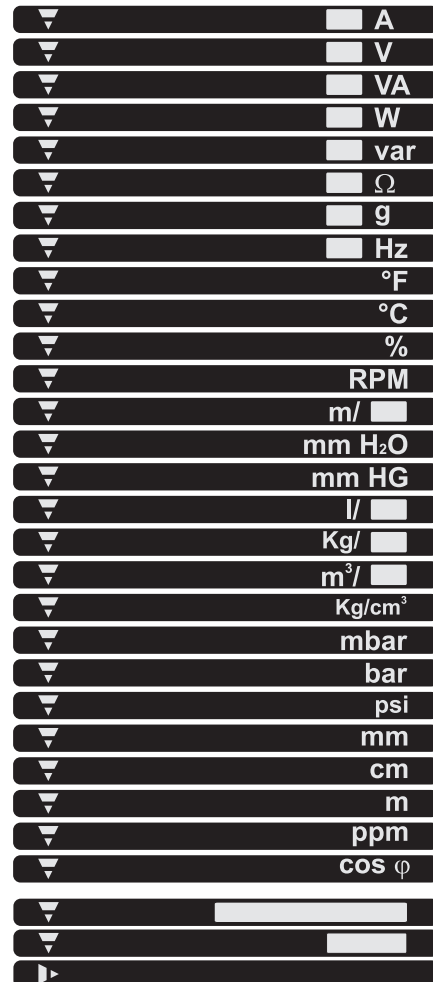 A
V
VA
W
var
Ω
g
Hz
°F
°C
%
RPM
m/
mm H₂O
mm HG
l/
Kg/
m³/
Kg/cm³
mbar
bar
psi
mm
cm
m
ppm
cos φ